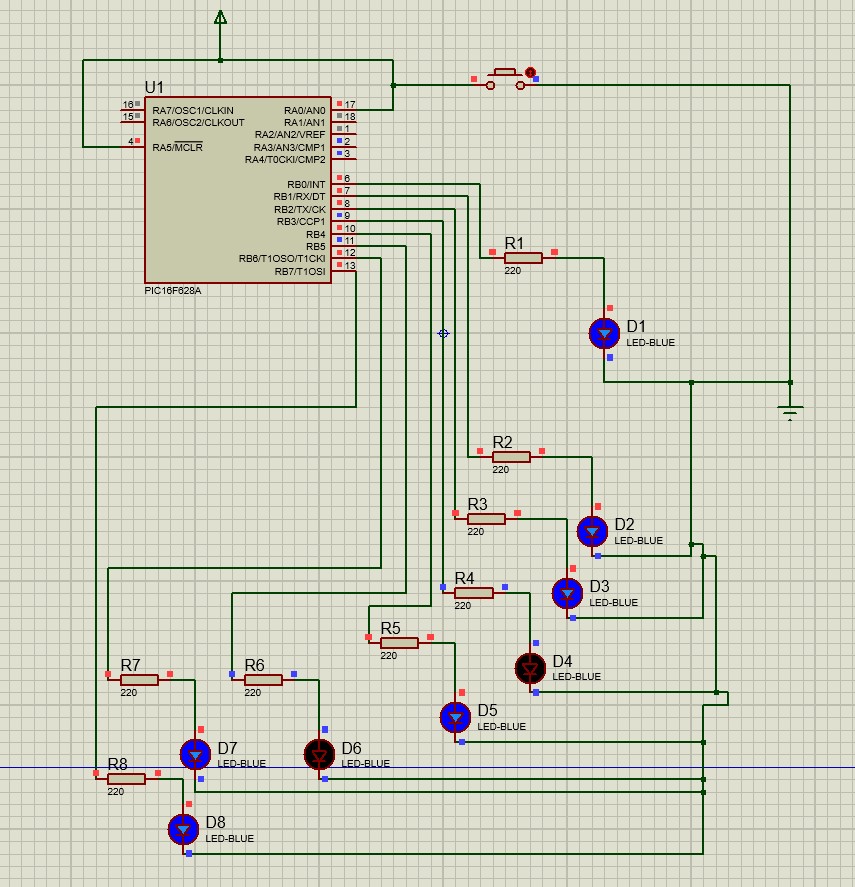 U1
16 RA7/OSC1/CLKIN RA0/AN0 17
15 RA6/OSC2/CLKOUT RA1/AN1 18
RA2/AN2/VREF 1
4 RA5/MCLR RA3/AN3/CMP1 2
RA4/T0CKI/CMP2 3
RB0/INT 6
RB1/RX/DT 7
RB2/TX/CK 8
RB3/CCP1 9
RB4 10
RB5 11
RB6/T1OSO/T1CKI 12
RB7/T1OSI 13
PIC16F628A
R1
220
D1
LED-BLUE
R2
220
R3
220
D2
LED-BLUE
R4
220
D3
LED-BLUE
R5
220
D4
LED-BLUE
R7
220
R6
220
D5
LED-BLUE
D7
LED-BLUE
D6
LED-BLUE
R8
220
D8
LED-BLUE